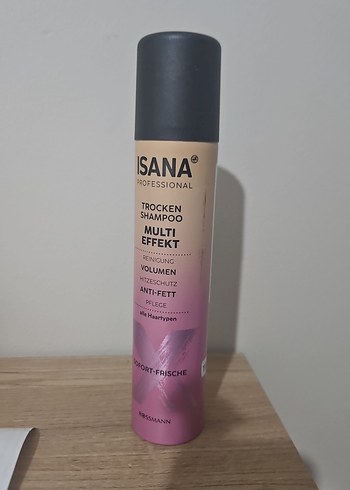 ISANA
PROFESSIONAL
TROCKEN
SHAMPOO
MULTI
EFFEKT
REINIGUNG
VOLUMEN
HITZESCHUTZ
ANTI-FETT
PFLEGE
alle Haartypen
SOFORT-FRISCHE
ROSSMANN